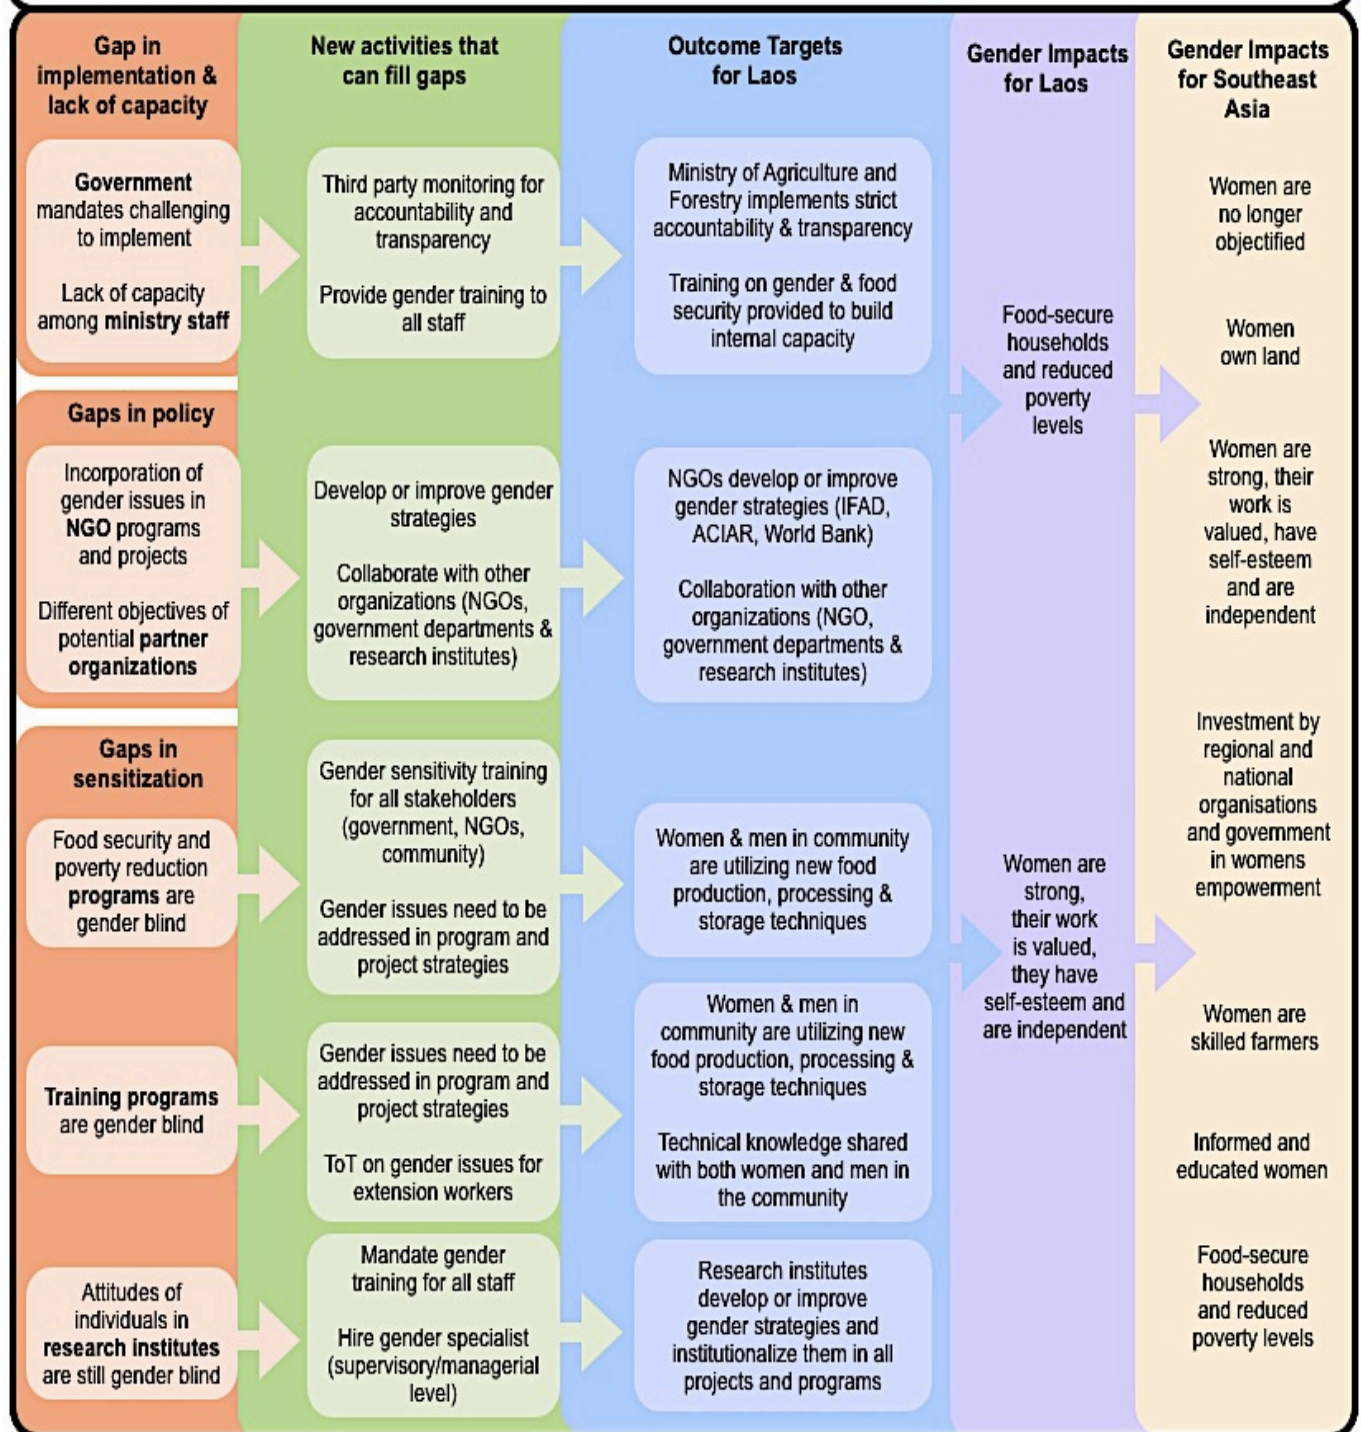 Gap in
implementation &
lack of capacity
Government
mandates challenging
to implement
Lack of capacity
among ministry staff
Gaps in policy
Incorporation of
gender issues in
NGO programs
and projects
Different objectives of
potential partner
organizations
Gaps in
sensitization
Food security and
poverty reduction
programs are
gender blind
Training programs
are gender blind
Attitudes of
individuals in
research institutes
are still gender blind
New activities that
can fill gaps
Third party monitoring for
accountability and
transparency
Provide gender training to
all staff
Develop or improve gender
strategies
Collaborate with other
organizations (NGOs,
government departments &
research institutes)
Gender sensitivity training
for all stakeholders
(government, NGOs,
community)
Gender issues need to be
addressed in program and
project strategies
Gender issues need to be
addressed in program and
project strategies
ToT on gender issues for
extension workers
Mandate gender
training for all staff
Hire gender specialist
(supervisory/managerial
level)
Outcome Targets
for Laos
Ministry of Agriculture and
Forestry implements strict
accountability & transparency
Training on gender & food
security provided to build
internal capacity
NGOs develop or improve
gender strategies (IFAD,
ACIAR, World Bank)
Collaboration with other
organizations (NGO,
government departments &
research institutes)
Women & men in community
are utilizing new food
production, processing &
storage techniques
Women & men in
community are utilizing new
food production, processing &
storage techniques
Technical knowledge shared
with both women and men in
the community
Research institutes
develop or improve
gender strategies and
institutionalize them in all
projects and programs
Gender Impacts
for Laos
Food-secure
households
and reduced
poverty
levels
Women are
strong,
their work
is valued,
they have
self-esteem and
are independent
Gender Impacts
for Southeast
Asia
Women are
no longer
objectified
Women
own land
Women are
strong, their
work is
valued, have
self-esteem
and are
independent
Investment by
regional and
national
organisations
and government
in womens
empowerment
Women are
skilled farmers
Informed and
educated women
Food-secure
households
and reduced
poverty levels